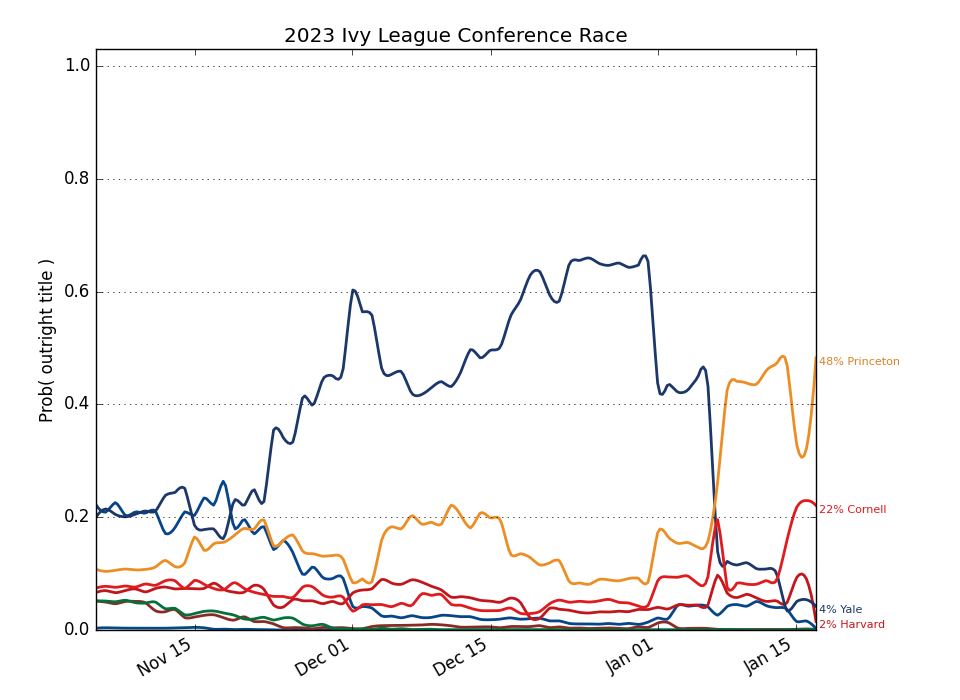 2023 Ivy League Conference Race
Prob( outright title )
1.0
0.8
0.6
0.4
0.2
0.0
48% Princeton
22% Cornell
4% Yale
2% Harvard
Nov 15
Dec 01
Dec 15
Jan 01
Jan 15